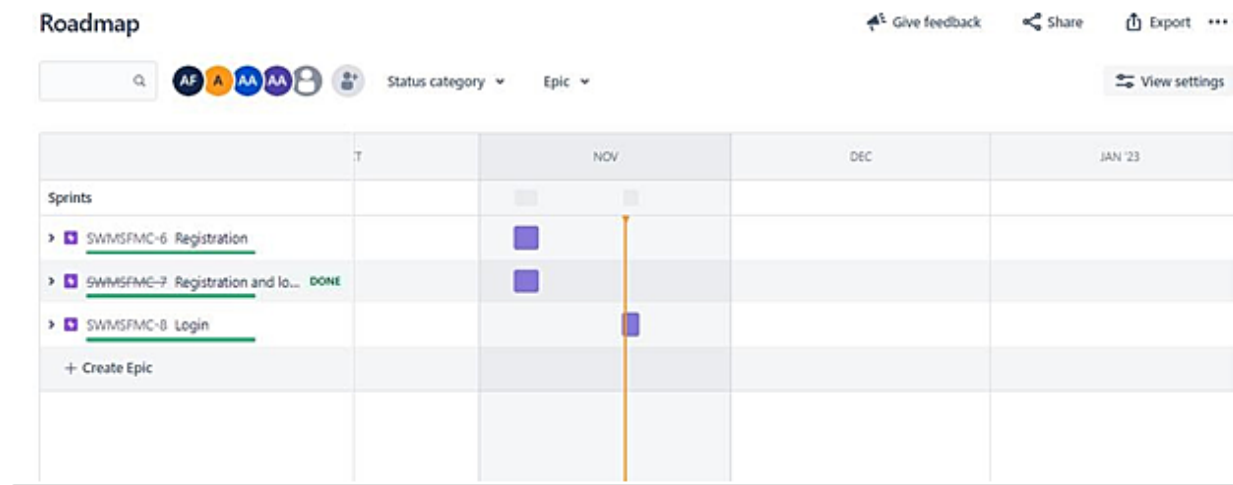 Roadmap
Give feedback Share Export
AF A AA AA Status category Epic View settings
T NOV DEC JAN '23
Sprints
SWMSFMC-6 Registration
SWMSFMC-7 Registration and lo... DONE
SWMSFMC-8 Login
+ Create Epic